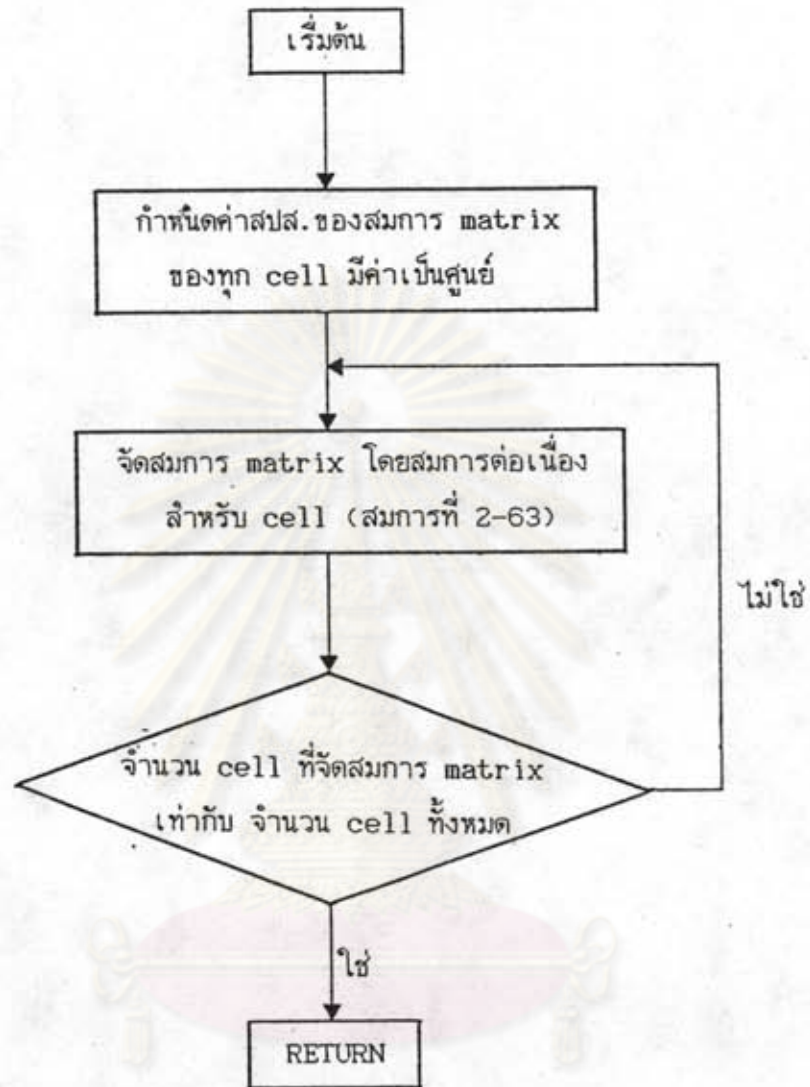 เริ่มต้น
กำหนดค่าสปส.ของสมการ matrix
ของทุก cell มีค่าเป็นศูนย์
จัดสมการ matrix โดยสมการต่อเนื่อง
สำหรับ cell (สมการที่ 2-63)
ไม่ใช่
จำนวน cell ที่จัดสมการ matrix
เท่ากับ จำนวน cell ทั้งหมด
ใช่
RETURN